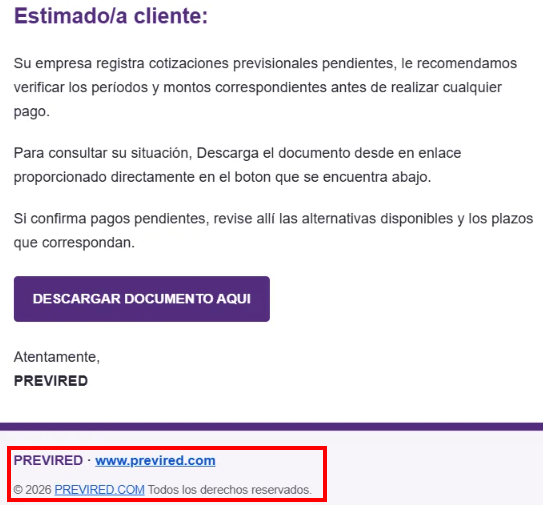 Estimado/a cliente:
Su empresa registra cotizaciones previsionales pendientes, le recomendamos
verificar los períodos y montos correspondientes antes de realizar cualquier
pago.
Para consultar su situación, Descarga el documento desde en enlace
proporcionado directamente en el boton que se encuentra abajo.
Si confirma pagos pendientes, revise allí las alternativas disponibles y los plazos
que correspondan.
DESCARGAR DOCUMENTO AQUI
Atentamente,
PREVIRED
PREVIRED · www.previred.com
© 2026 PREVIRED.COM Todos los derechos reservados.